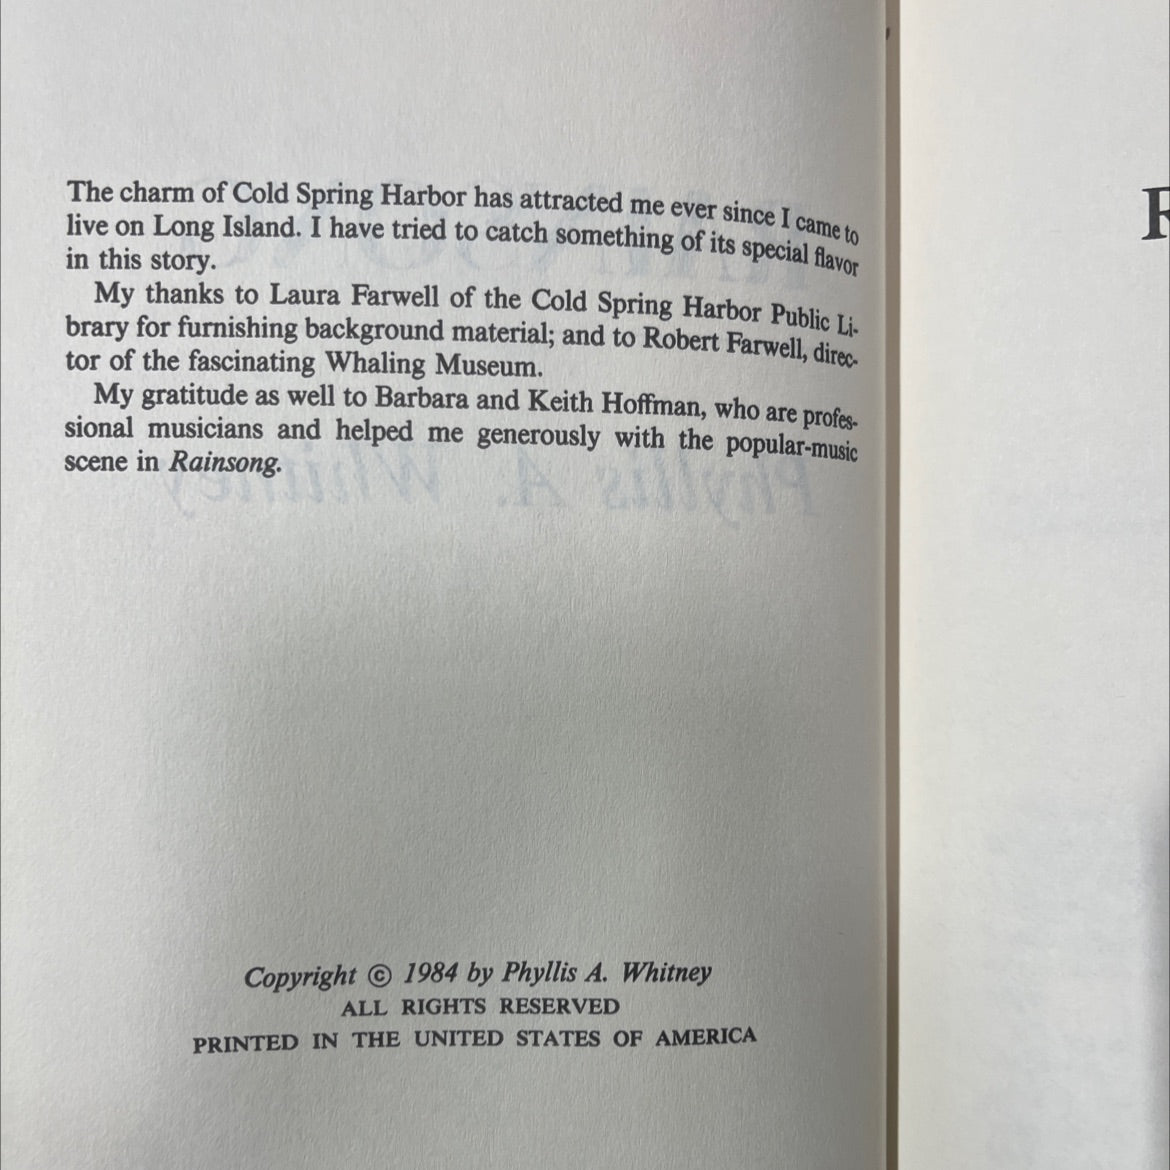 The charm of Cold Spring Harbor has attracted me ever since I came to
live on Long Island. I have tried to catch something of its special flavor
in this story.
My thanks to Laura Farwell of the Cold Spring Harbor Public Li-
brary for furnishing background material; and to Robert Farwell, direc-
tor of the fascinating Whaling Museum.
My gratitude as well to Barbara and Keith Hoffman, who are profes-
sional musicians and helped me generously with the popular-music
scene in Rainsong.
Phyllis A. Whitney
Copyright © 1984 by Phyllis A. Whitney
ALL RIGHTS RESERVED
PRINTED IN THE UNITED STATES OF AMERICA